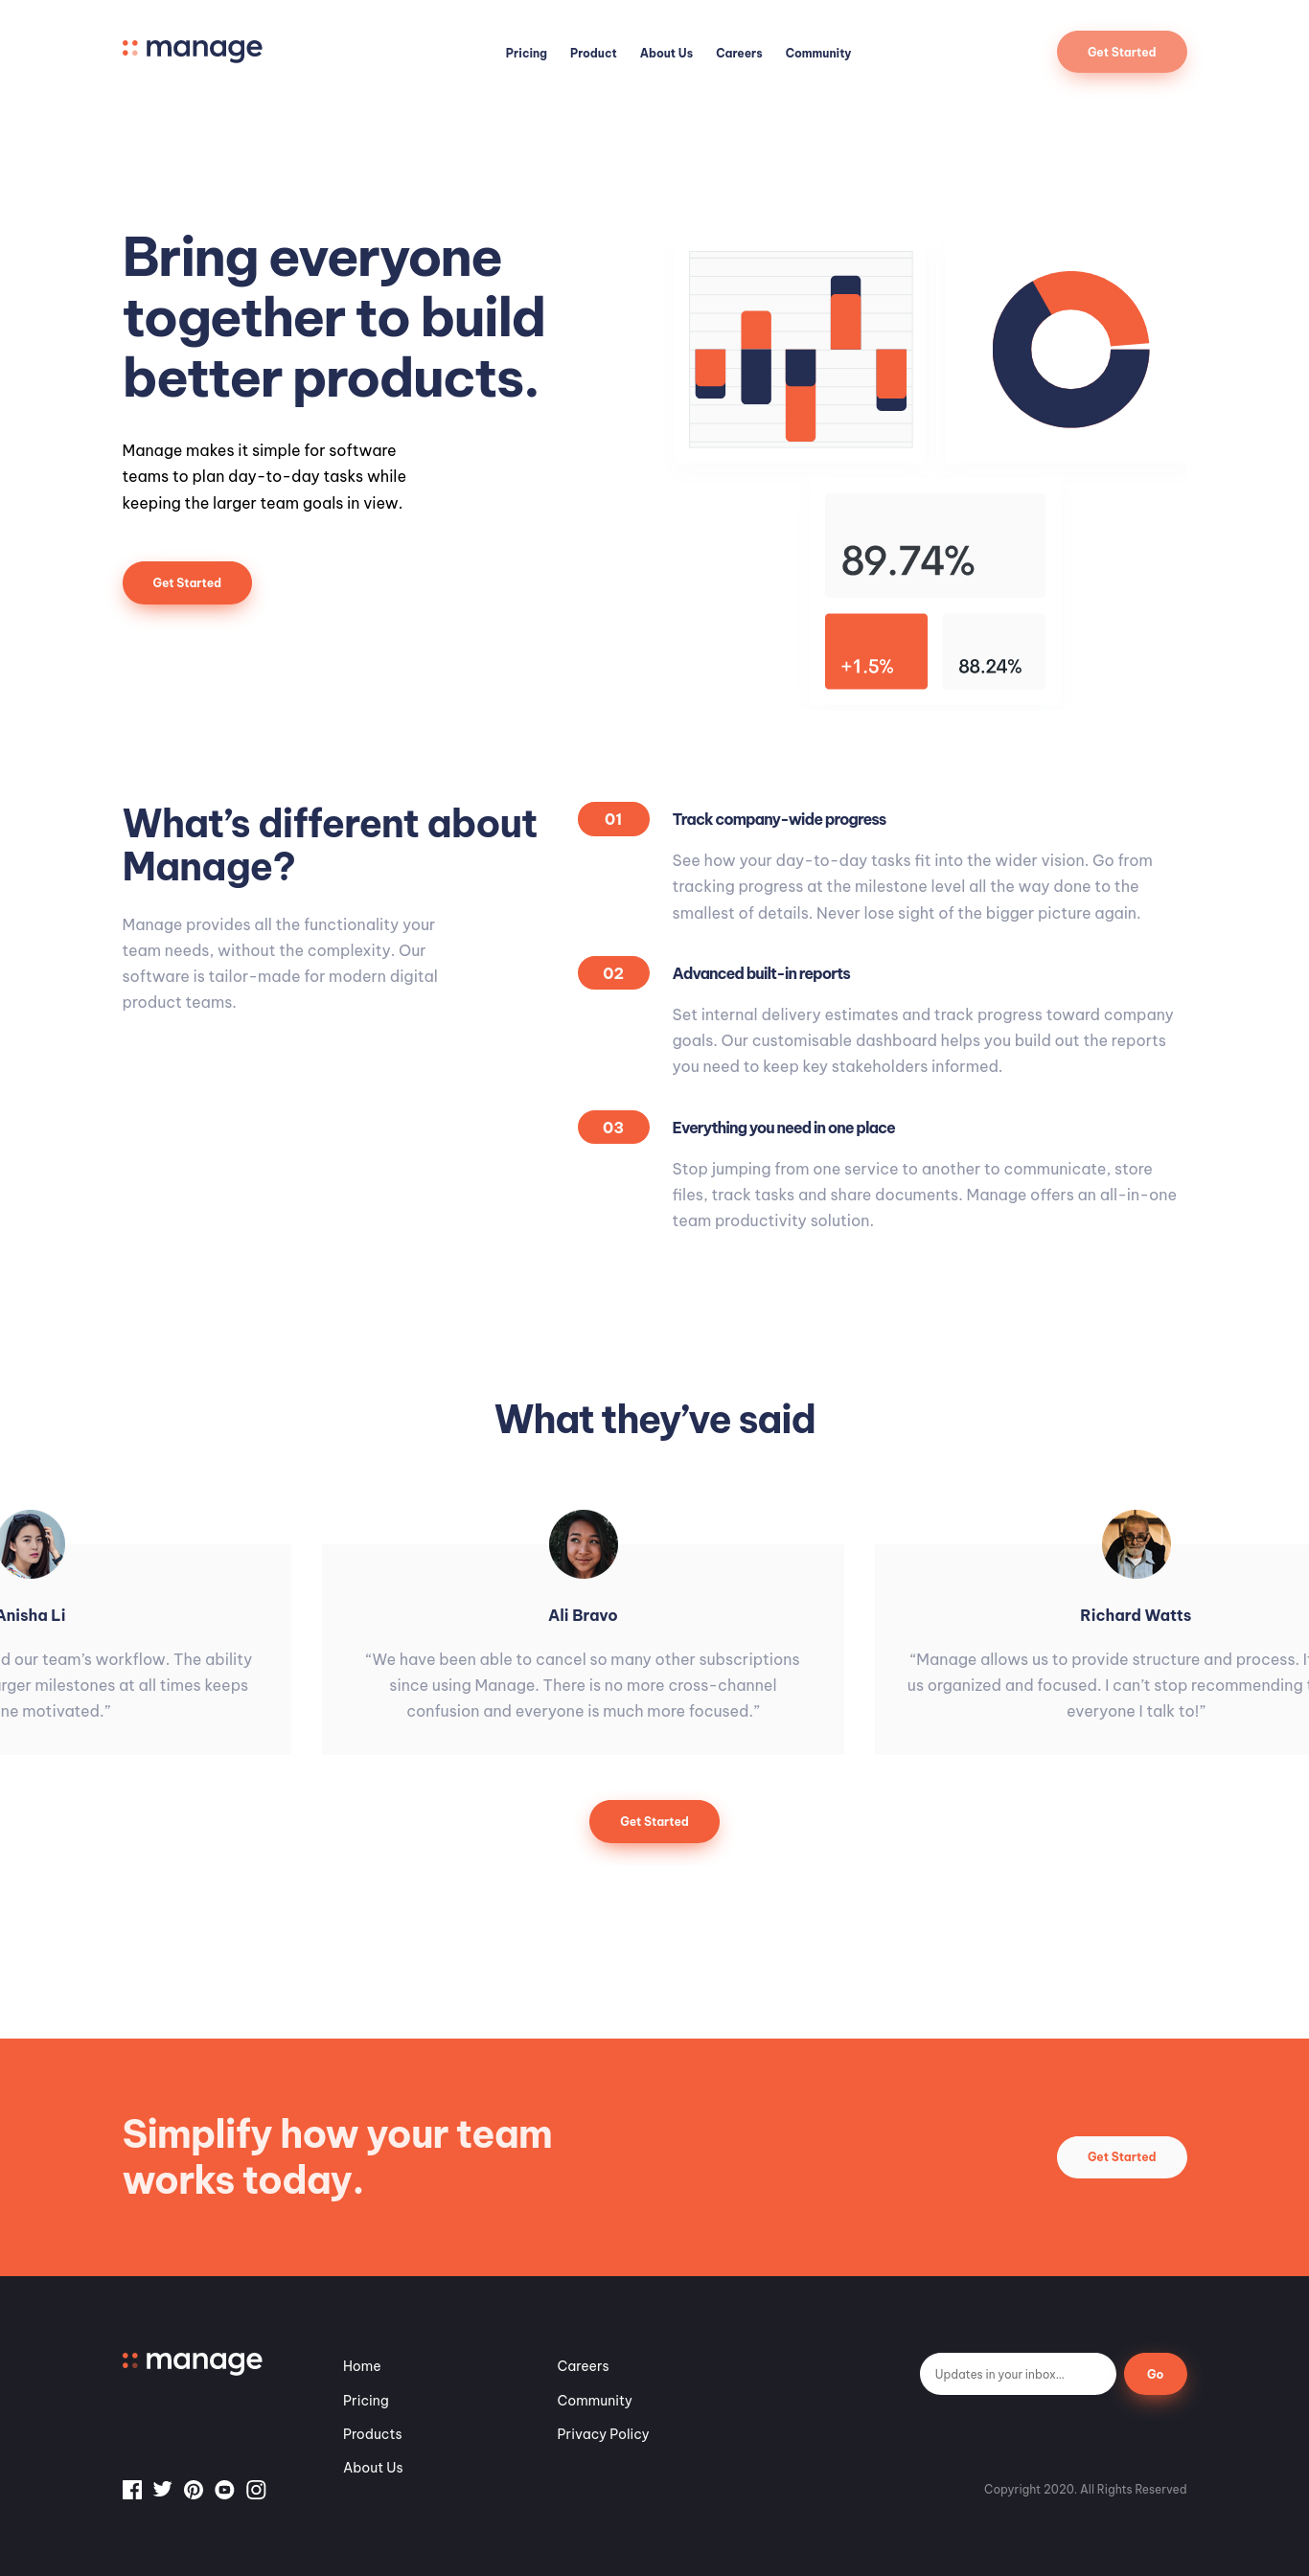 manage
Pricing Product About Us Careers Community
Get Started
Bring everyone
together to build
better products.
Manage makes it simple for software
teams to plan day-to-day tasks while
keeping the larger team goals in view.
Get Started
89.74%
+1.5%
88.24%
What’s different about
Manage?
Manage provides all the functionality your
team needs, without the complexity. Our
software is tailor-made for modern digital
product teams.
01
Track company-wide progress
See how your day-to-day tasks fit into the wider vision. Go from
tracking progress at the milestone level all the way done to the
smallest of details. Never lose sight of the bigger picture again.
02
Advanced built-in reports
Set internal delivery estimates and track progress toward company
goals. Our customisable dashboard helps you build out the reports
you need to keep key stakeholders informed.
03
Everything you need in one place
Stop jumping from one service to another to communicate, store
files, track tasks and share documents. Manage offers an all-in-one
team productivity solution.
What they’ve said
Anisha Li
our team’s workflow. The ability
milestones at all times keeps
motivated.”
Ali Bravo
“We have been able to cancel so many other subscriptions
since using Manage. There is no more cross-channel
confusion and everyone is much more focused.”
Richard Watts
“Manage allows us to provide structure and process.
us organized and focused. I can’t stop recommending
everyone I talk to!”
Get Started
Simplify how your team
works today.
Get Started
manage
Home
Pricing
Products
About Us
Careers
Community
Privacy Policy
Updates in your inbox...
Go
Copyright 2020. All Rights Reserved